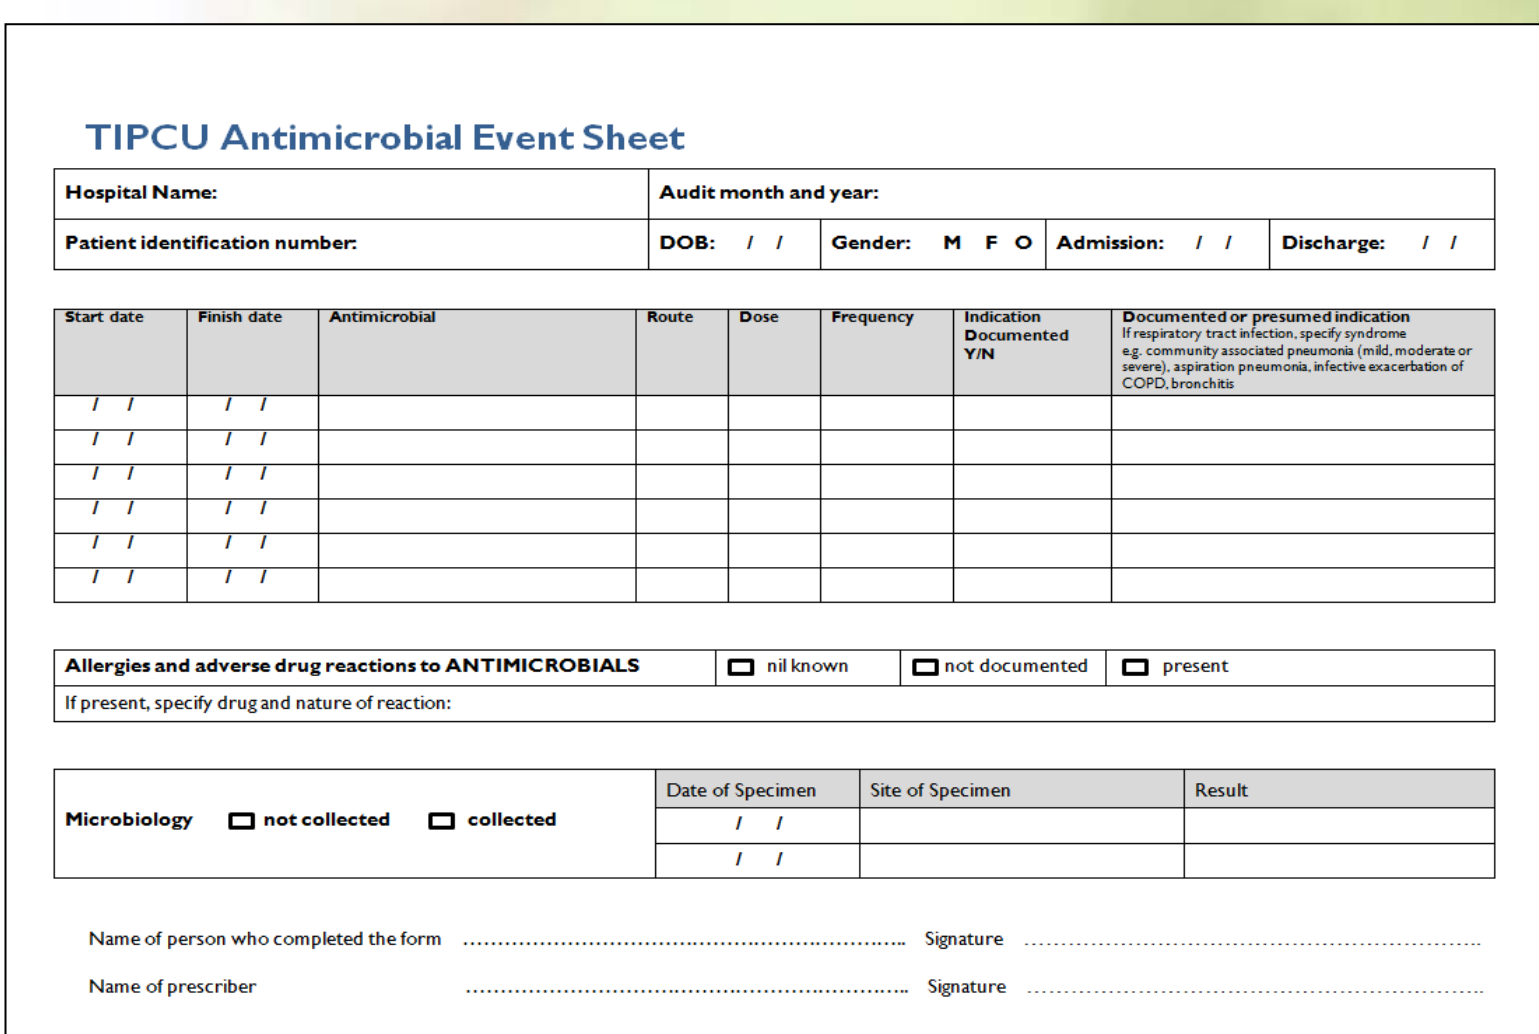 TIPCU Antimicrobial Event Sheet
Hospital Name: Audit month and year:
Patient identification number: DOB: / / Gender: M F O Admission: / / Discharge: / /
Start date Finish date Antimicrobial Route Dose Frequency Indication Documented Y/N Documented or presumed indication
If respiratory tract infection, specify syndrome
e.g. community associated pneumonia (mild, moderate or
severe), aspiration pneumonia, infective exacerbation of
COPD, bronchitis
/ / / /
/ / / /
/ / / /
/ / / /
/ / / /
/ / / /
Allergies and adverse drug reactions to ANTIMICROBIALS nil known not documented present
If present, specify drug and nature of reaction:
Date of Specimen Site of Specimen Result
Microbiology not collected collected / /
/ /
Name of person who completed the form ................................................................ Signature ................................................................
Name of prescriber ................................................................ Signature ................................................................